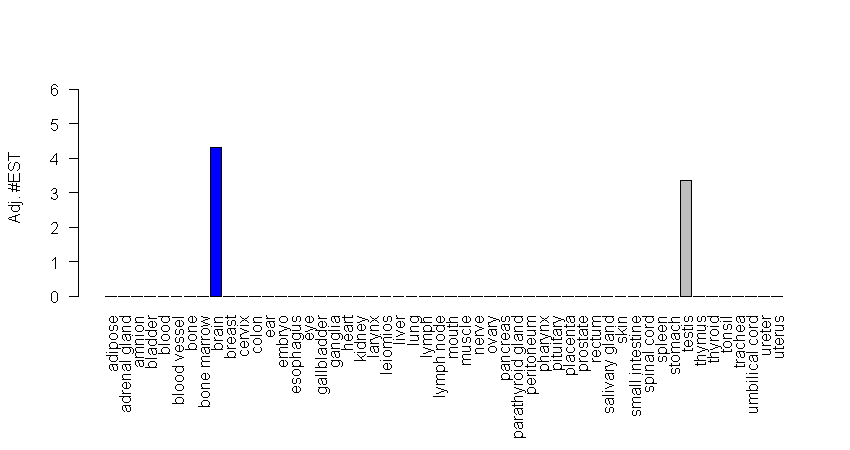 6
5
4
3
2
1
0
Adj. #EST
adipose
adrenal gland
amnion
bladder
blood
blood vessel
bone
bone marrow
brain
breast
cervix
colon
ear
embryo
esophagus
eye
gallbladder
ganglia
heart
kidney
larynx
leiomios
liver
lung
lymph
lymph node
mouth
muscle
nerve
ovary
pancreas
parathyroid gland
peritoneum
pharynx
pituitary
placenta
prostate
rectum
salivary gland
skin
small intestine
spinal cord
spleen
stomach
testis
thymus
thyroid
tonsil
trachea
umbilical cord
ureter
uterus